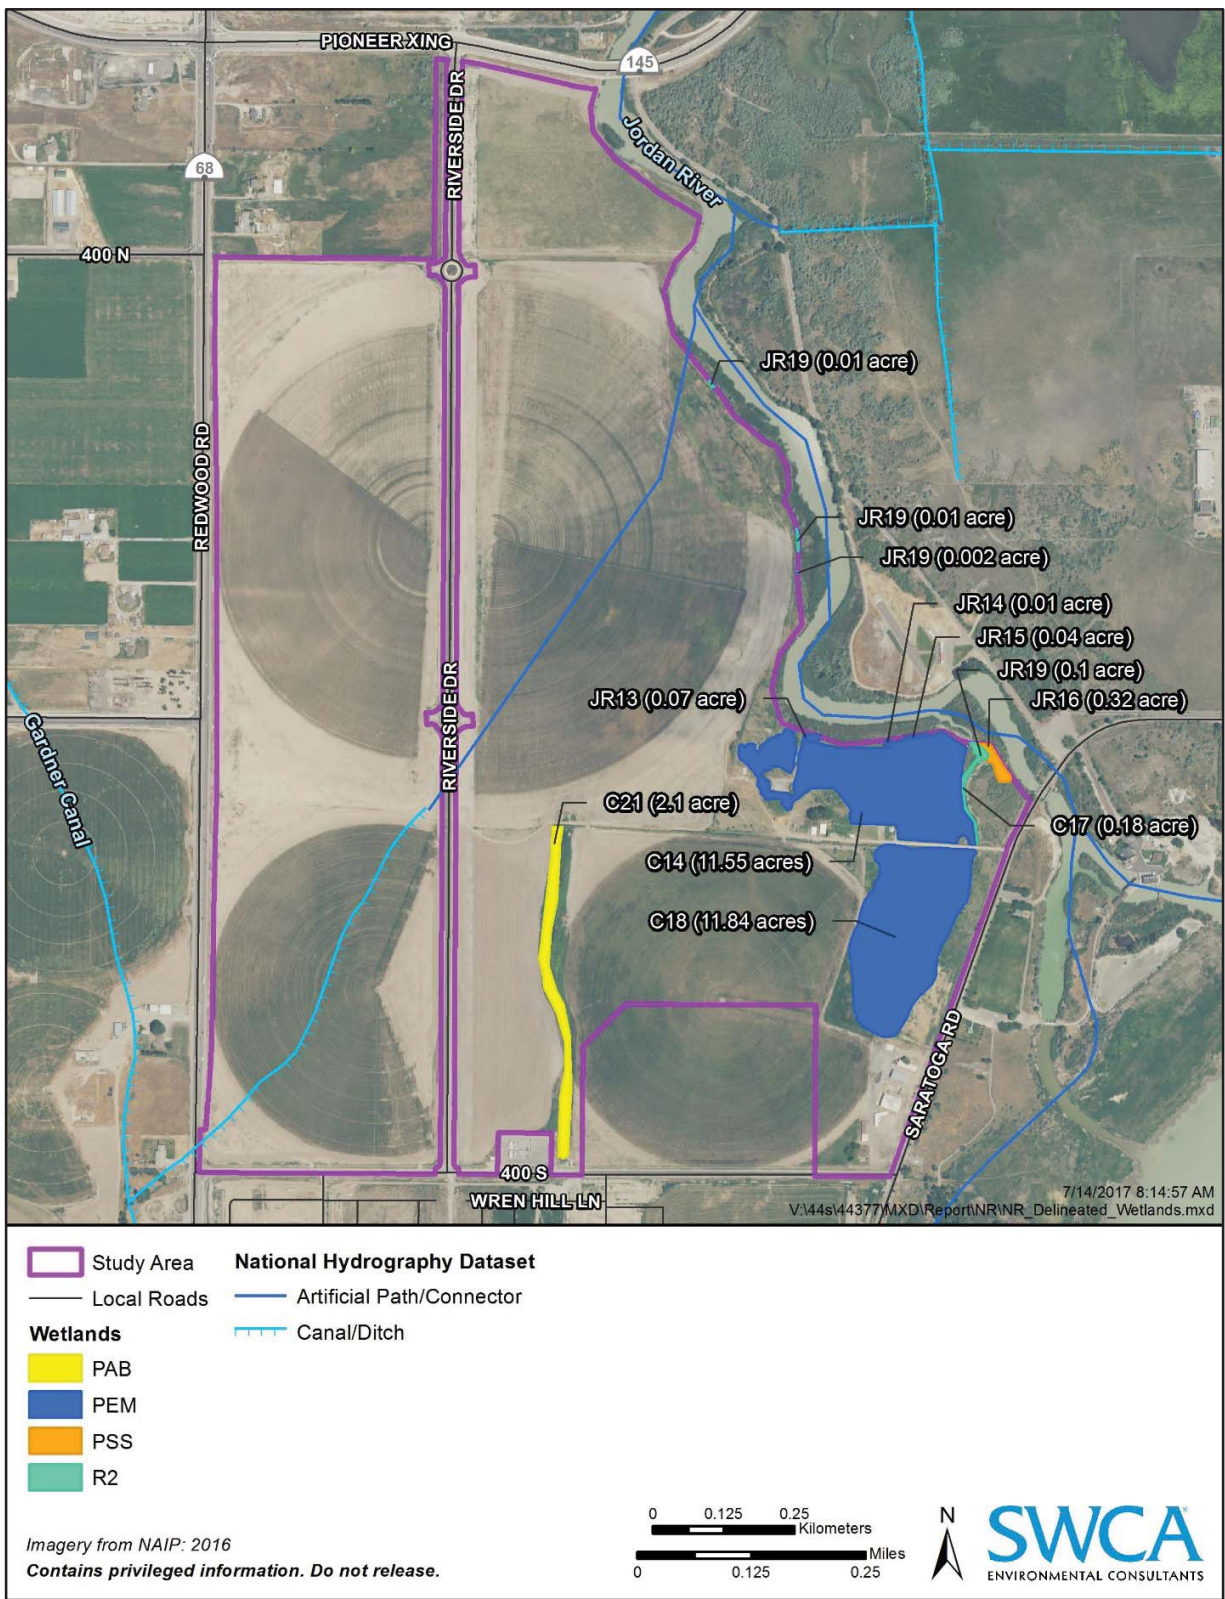 PIONEER XING
145
RIVERSIDE DR
Jordan River
68
400 N
JR19 (0.01 acre)
REDWOOD RD
JR19 (0.01 acre)
JR19 (0.002 acre)
JR14 (0.01 acre)
JR15 (0.04 acre)
JR19 (0.1 acre)
JR13 (0.07 acre)
JR16 (0.32 acre)
RIVERSIDE DR
Gardner Canal
C21 (2.1 acre)
C17 (0.18 acre)
C14 (11.55 acres)
C18 (11.84 acres)
SARATOGA RD
400 S
WREN HILL LN
7/14/2017 8:14:57 AM
V:\44s\44377\MXD\Report\NR\NR_Delineated_Wetlands.mxd
Study Area
Local Roads
Wetlands
PAB
PEM
PSS
R2
National Hydrography Dataset
Artificial Path/Connector
Canal/Ditch
Imagery from NAIP: 2016
Contains privileged information. Do not release.
0 0.125 0.25
Kilometers
Miles
0 0.125 0.25
N
SWCA
ENVIRONMENTAL CONSULTANTS